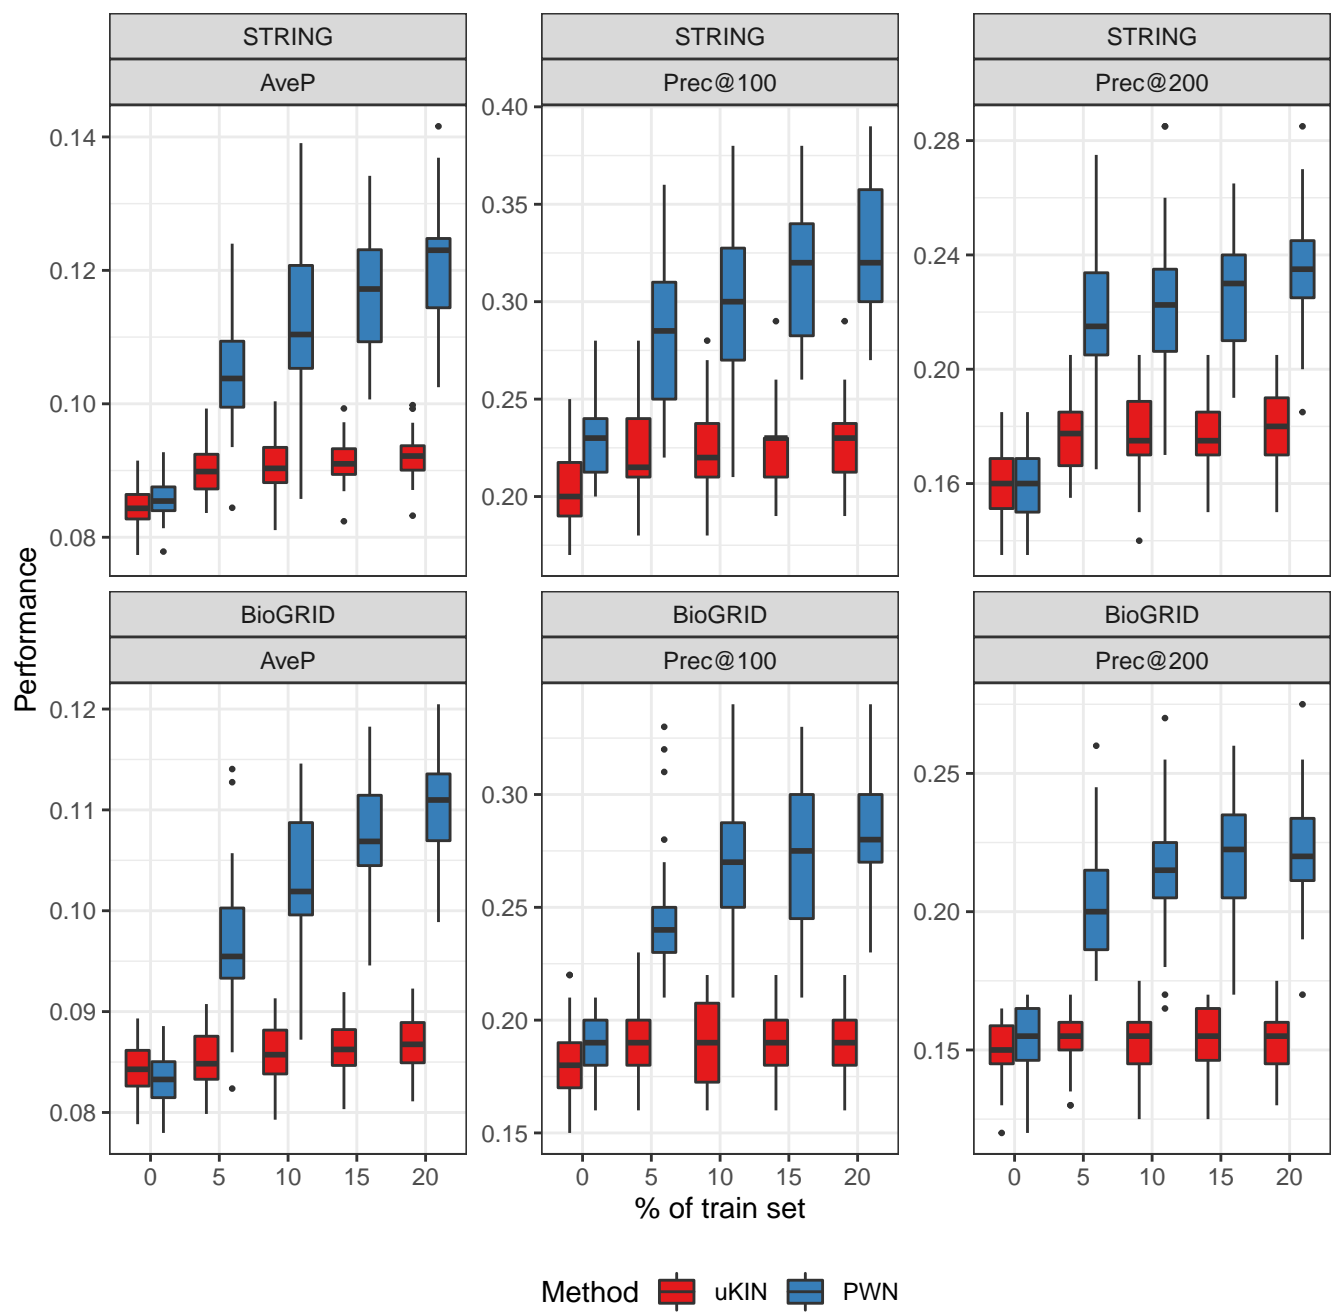 STRING
STRING
STRING
AveP
Prec@100
Prec@200
0.14
0.12
0.10
0.08
0.40
0.35
0.30
0.25
0.20
0.28
0.24
0.20
0.16
Performance
BioGRID
BioGRID
BioGRID
AveP
Prec@100
Prec@200
0.12
0.11
0.10
0.09
0.08
0.30
0.25
0.20
0.15
0.25
0.20
0.15
0 5 10 15 20
0 5 10 15 20
0 5 10 15 20
% of train set
Method uKIN PWN